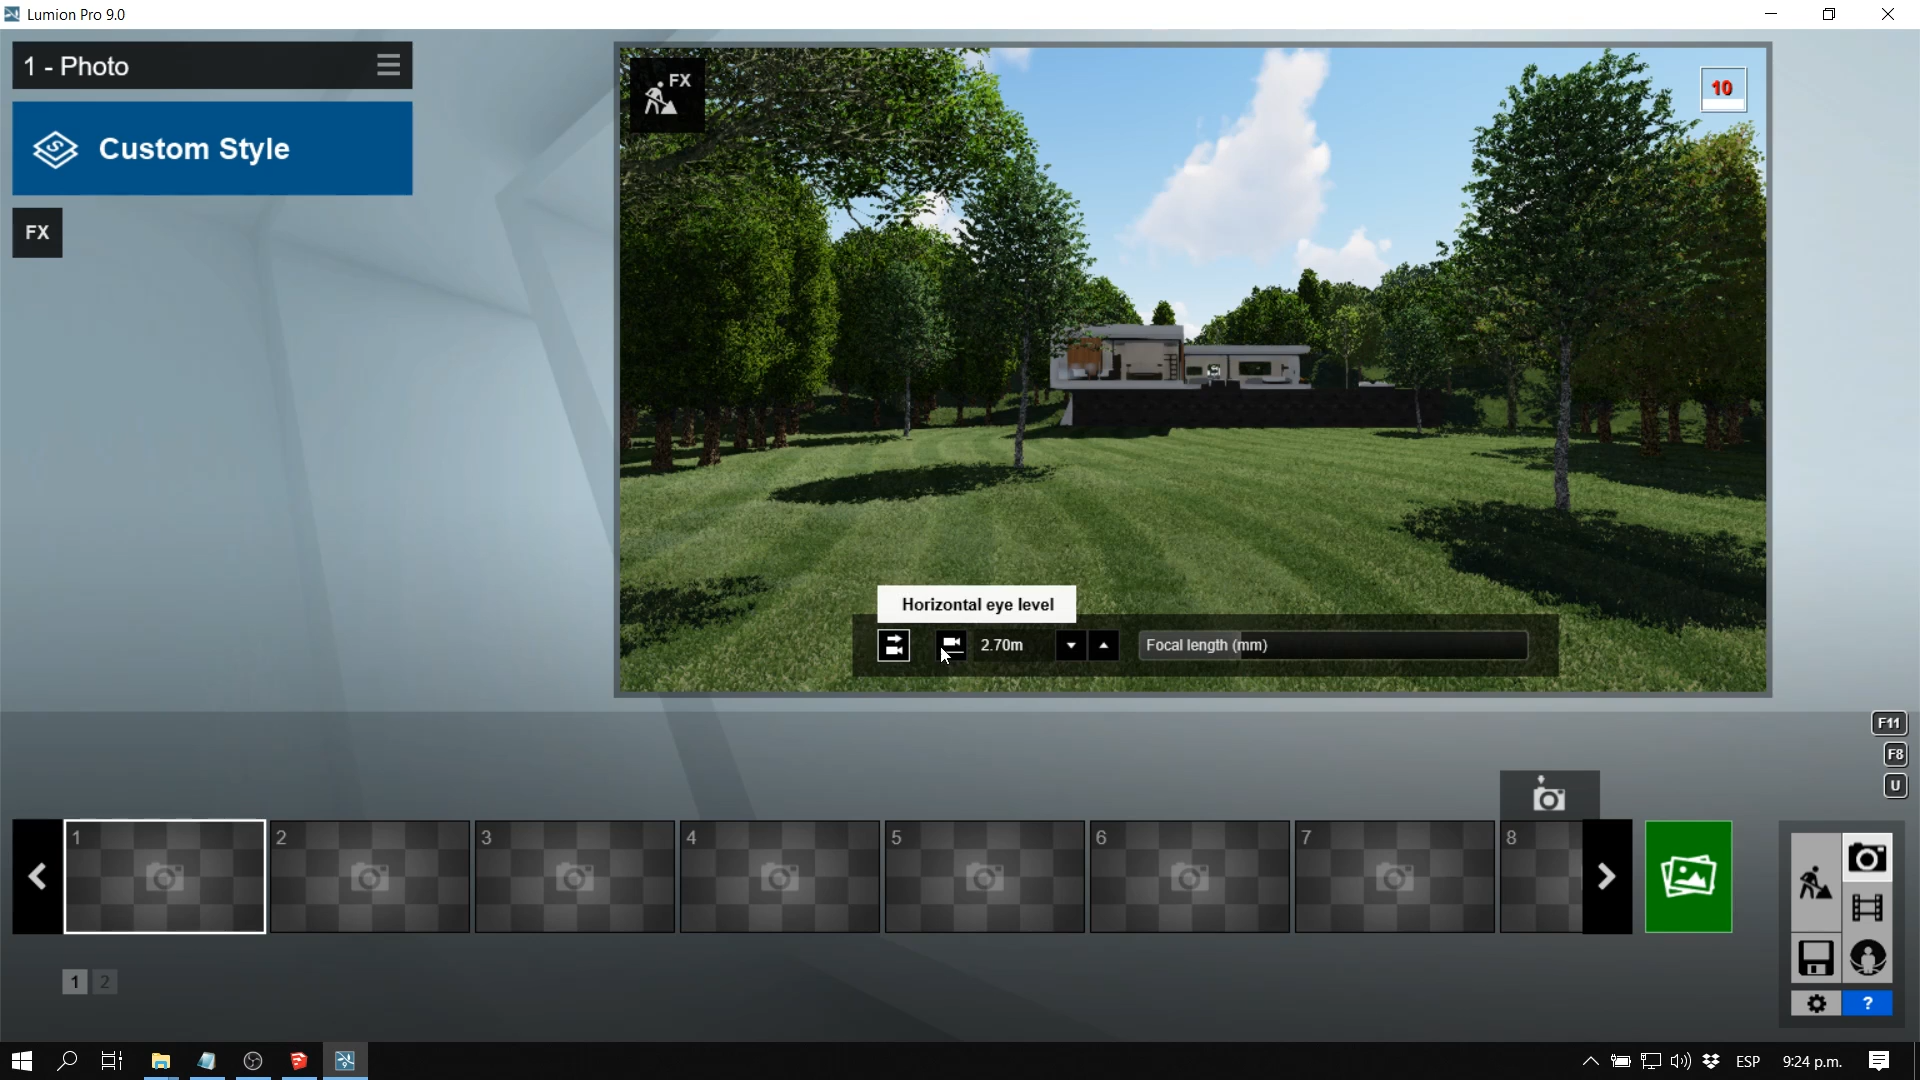 Lumion Pro 9.0
1 - Photo
Custom Style
FX
FX
10
Horizontal eye level
2.70m
Focal length (mm)
F11
F8
U
1
2
3
4
5
6
7
8
1 2
?
ESP
9:24 p.m.